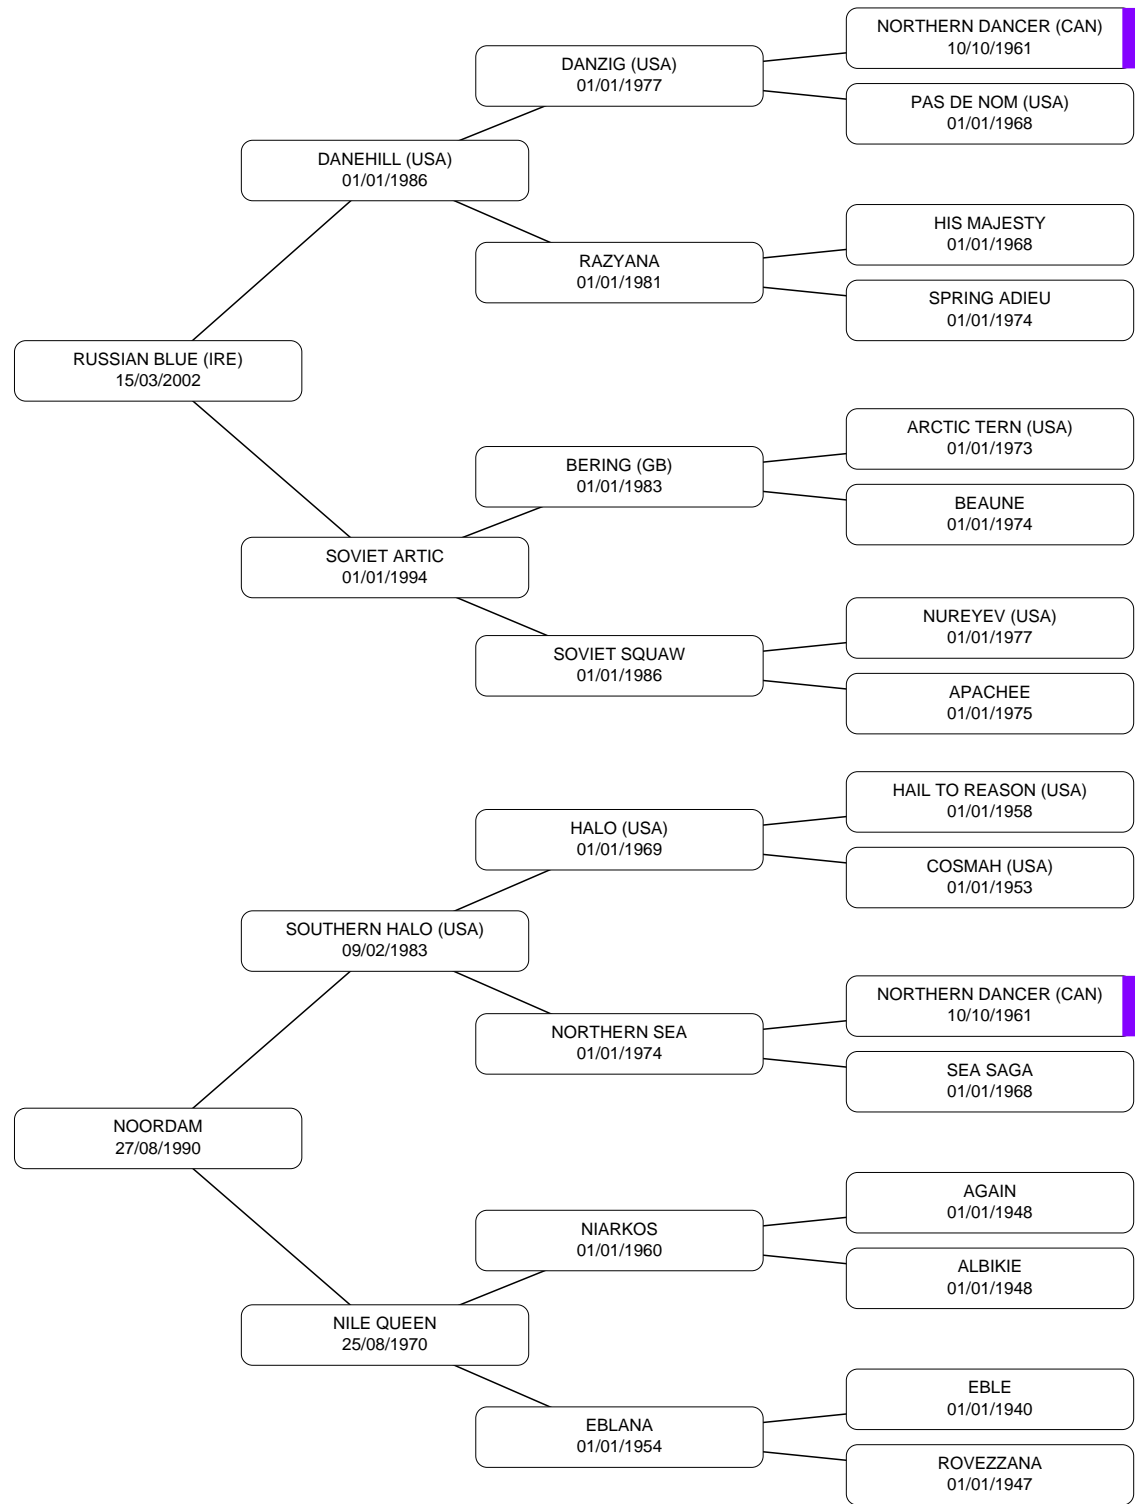 NORTHERN DANCER (CAN)
10/10/1961
DANZIG (USA)
01/01/1977
PAS DE NOM (USA)
01/01/1968
DANEHILL (USA)
01/01/1986
HIS MAJESTY
01/01/1968
RAZYANA
01/01/1981
SPRING ADIEU
01/01/1974
RUSSIAN BLUE (IRE)
15/03/2002
ARCTIC TERN (USA)
01/01/1973
BERING (GB)
01/01/1983
BEAUNE
01/01/1974
SOVIET ARTIC
01/01/1994
NUREYEV (USA)
01/01/1977
SOVIET SQUAW
01/01/1986
APACHEE
01/01/1975
HAIL TO REASON (USA)
01/01/1958
HALO (USA)
01/01/1969
COSMAH (USA)
01/01/1953
SOUTHERN HALO (USA)
09/02/1983
NORTHERN DANCER (CAN)
10/10/1961
NORTHERN SEA
01/01/1974
SEA SAGA
01/01/1968
NOORDAM
27/08/1990
AGAIN
01/01/1948
NIARKOS
01/01/1960
ALBIKIE
01/01/1948
NILE QUEEN
25/08/1970
EBLE
01/01/1940
EBLANA
01/01/1954
ROVEZZANA
01/01/1947